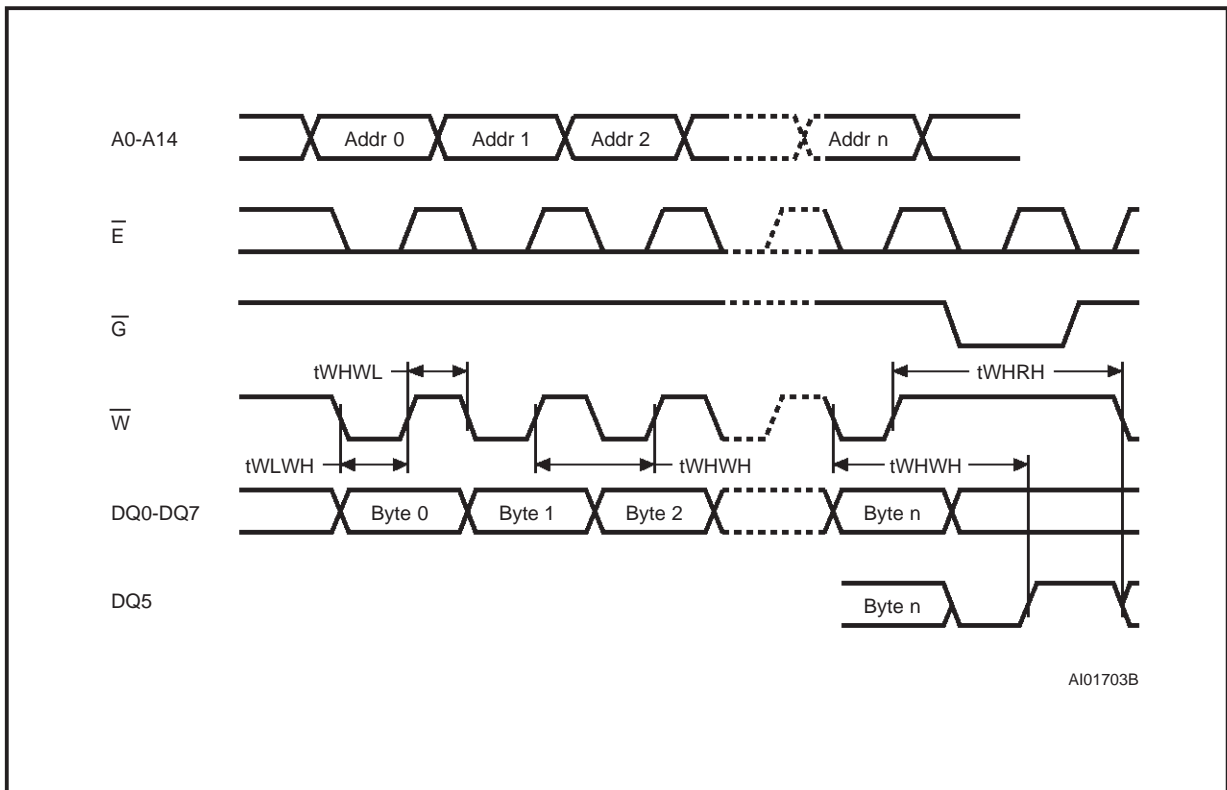 A0-A14 Addr 0 Addr 1 Addr 2 Addr n
E̅
G̅
tWHWL tWHRH
W̅
tWLWH tWHWH tWHWH
DQ0-DQ7 Byte 0 Byte 1 Byte 2 Byte n
DQ5 Byte n
AI01703B